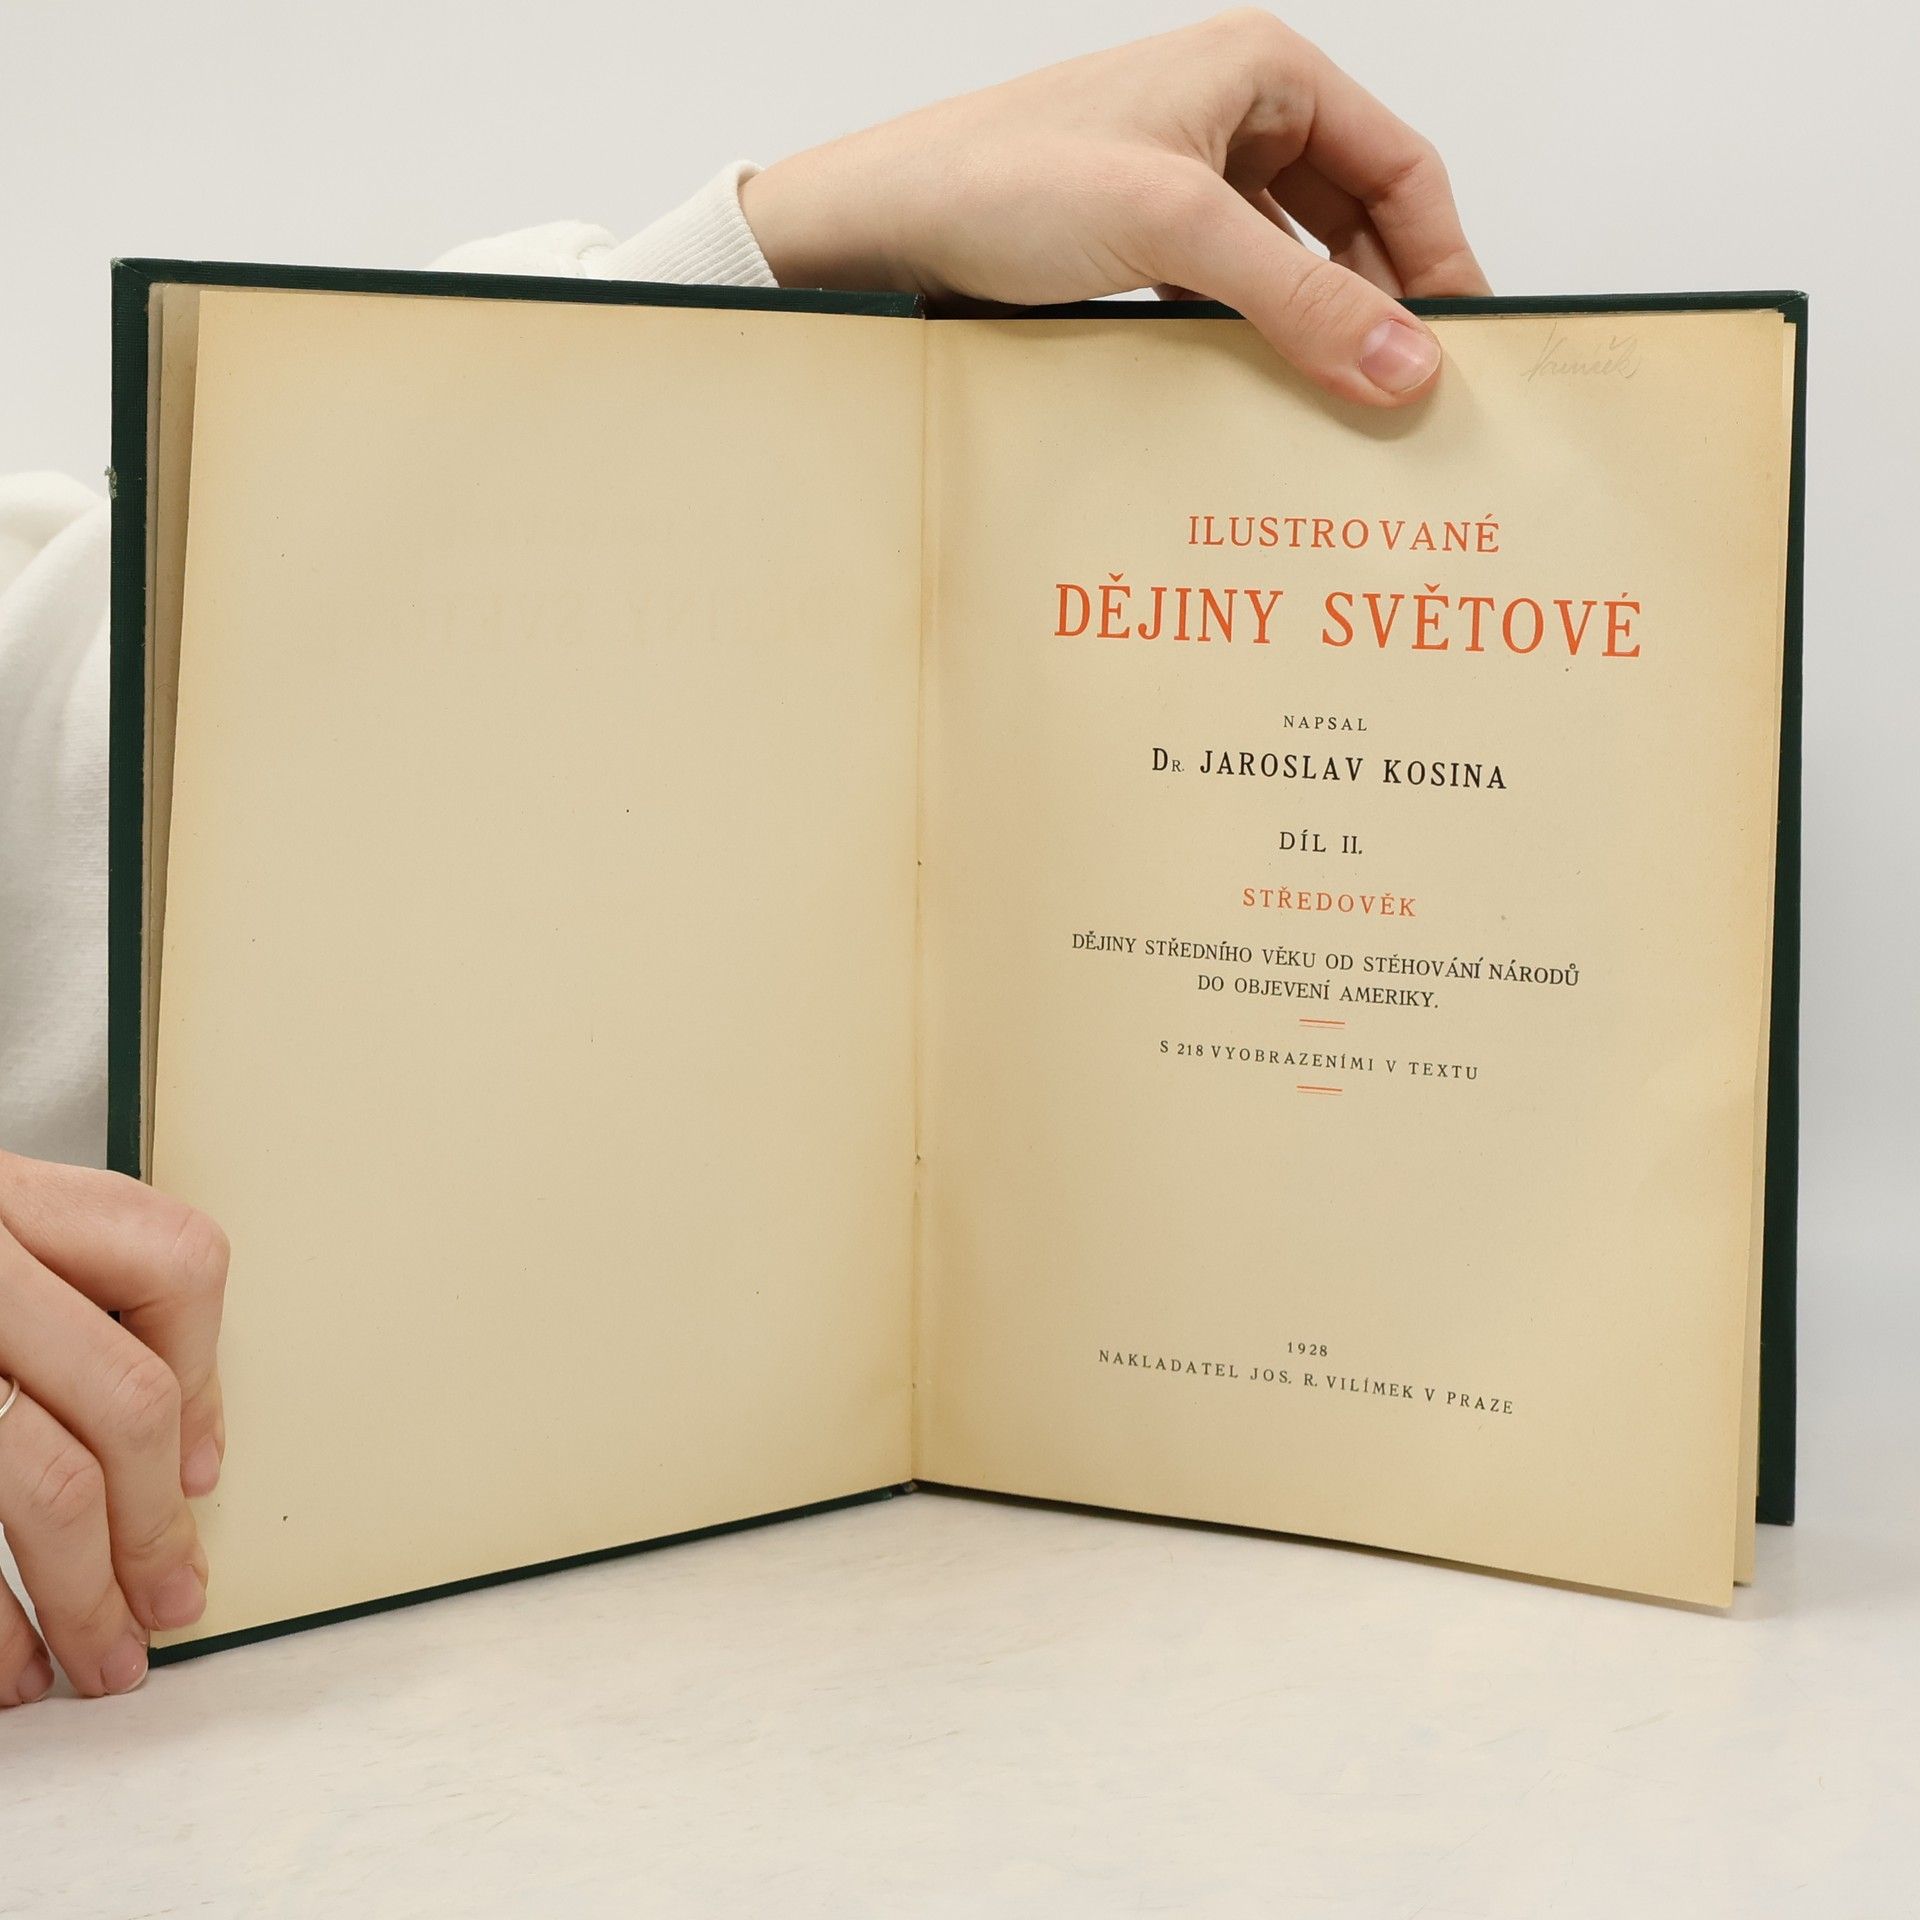 ILUSTROVANÉ
DĚJINY SVĚTOVÉ
NAPSAL
DR. JAROSLAV KOSINA
DÍL II.
STŘEDOVĚK
DĚJINY STŘEDNÍHO VĚKU OD STĚHOVÁNÍ NÁRODŮ
DO OBJEVENÍ AMERIKY.
S 218 VYOBRAZENÍMI V TEXTU
1928
NAKLADATEL JOS. R. VILÍMEK V PRAZE